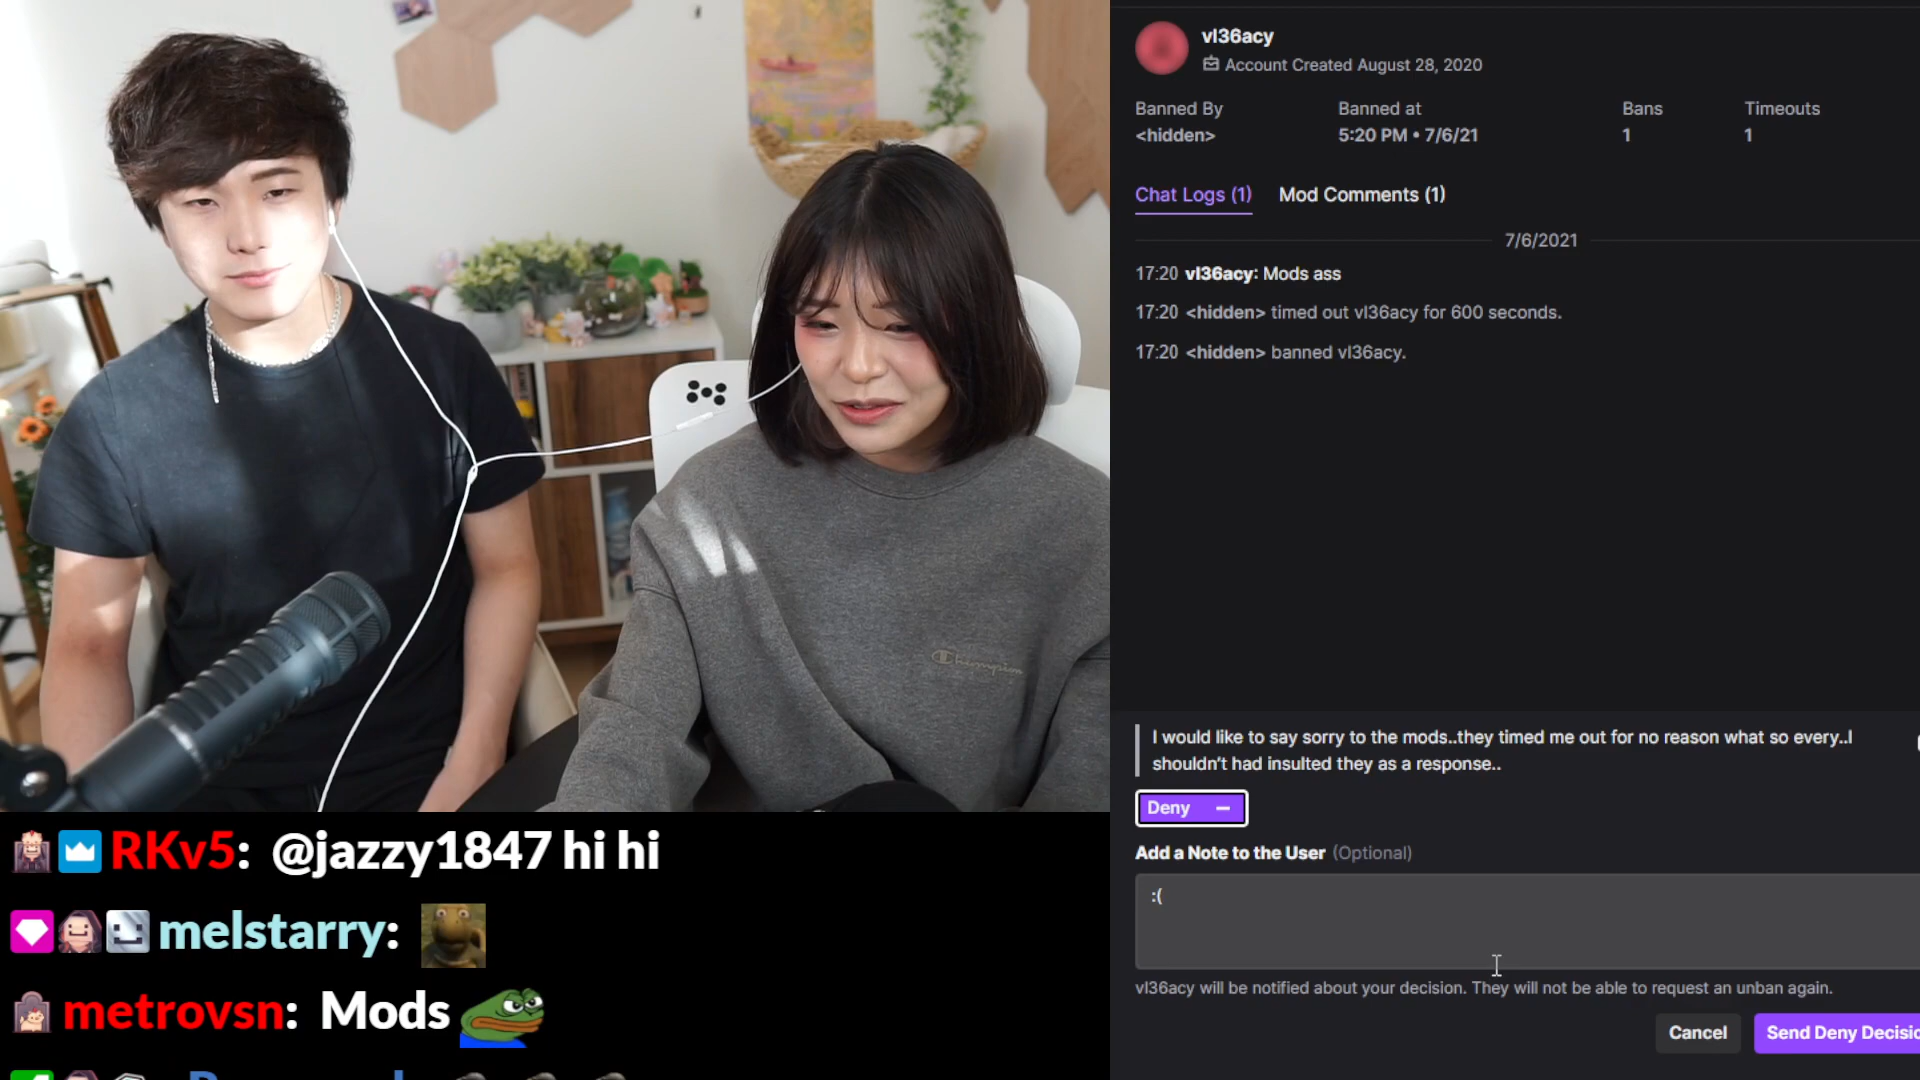 vl36acy
Account Created August 28, 2020
Banned By
Banned at
Bans
Timeouts
<hidden>
5:20 PM • 7/6/21
1
1
Chat Logs (1)
Mod Comments (1)
7/6/2021
17:20 vl36acy: Mods ass
17:20 <hidden> timed out vl36acy for 600 seconds.
17:20 <hidden> banned vl36acy.
I would like to say sorry to the mods..they timed me out for no reason what so every..I
shouldn't had insulted they as a response..
Deny
Add a Note to the User (Optional)
:(
vl36acy will be notified about your decision. They will not be able to request an unban again.
Cancel
Send Deny Decisio
Champion
RKv5: @jazzy1847 hi hi
melstarry:
metrovsn: Mods